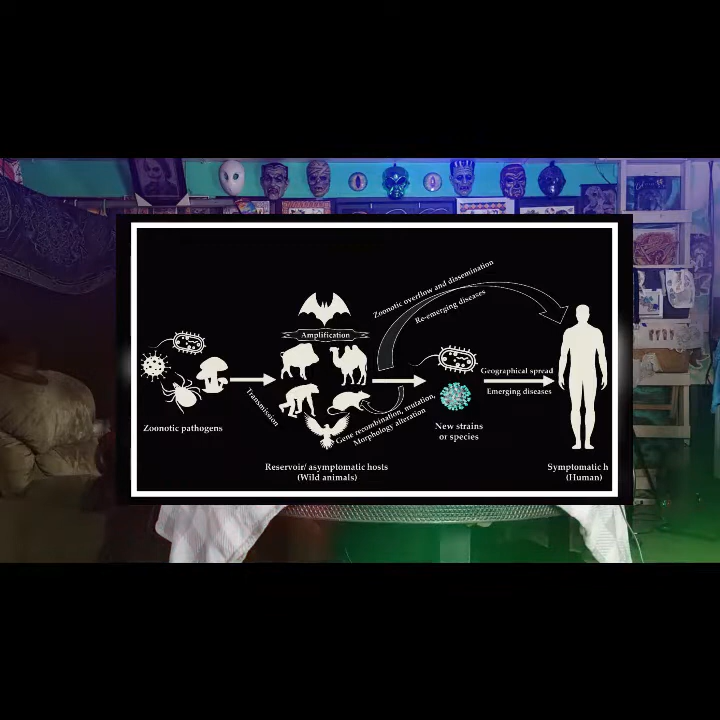 Zoonotic overflow and dissemination
Re-emerging diseases
Amplification
Geographical spread
Emerging diseases
Transmission
Gene recombination, mutation,
Morphology alteration
Zoonotic pathogens
New strains
or species
Reservoir/ asymptomatic hosts
(Wild animals)
Symptomatic h
(Human)